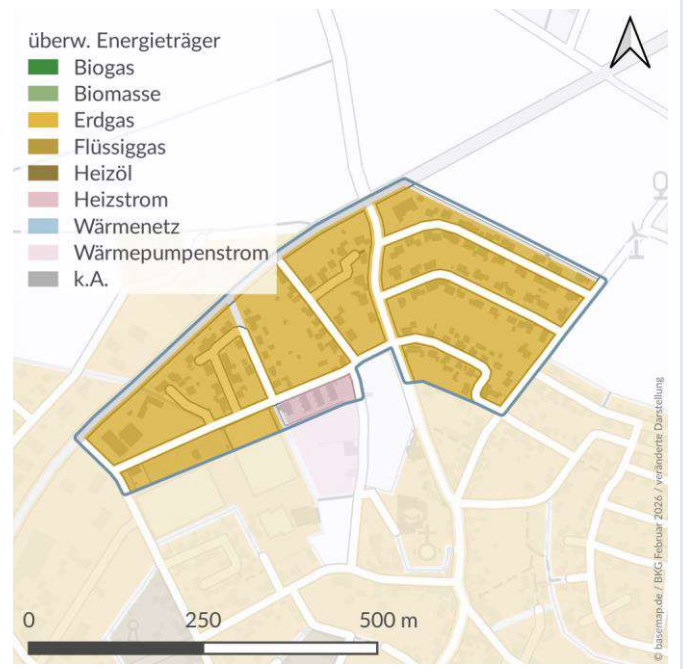 überw. Energieträger
Biogas
Biomasse
Erdgas
Flüssiggas
Heizöl
Heizstrom
Wärmenetz
Wärmepumpenstrom
k.A.
0 250 500 m
© basemap.de / BKG Februar 2026 / veränderte Darstellung